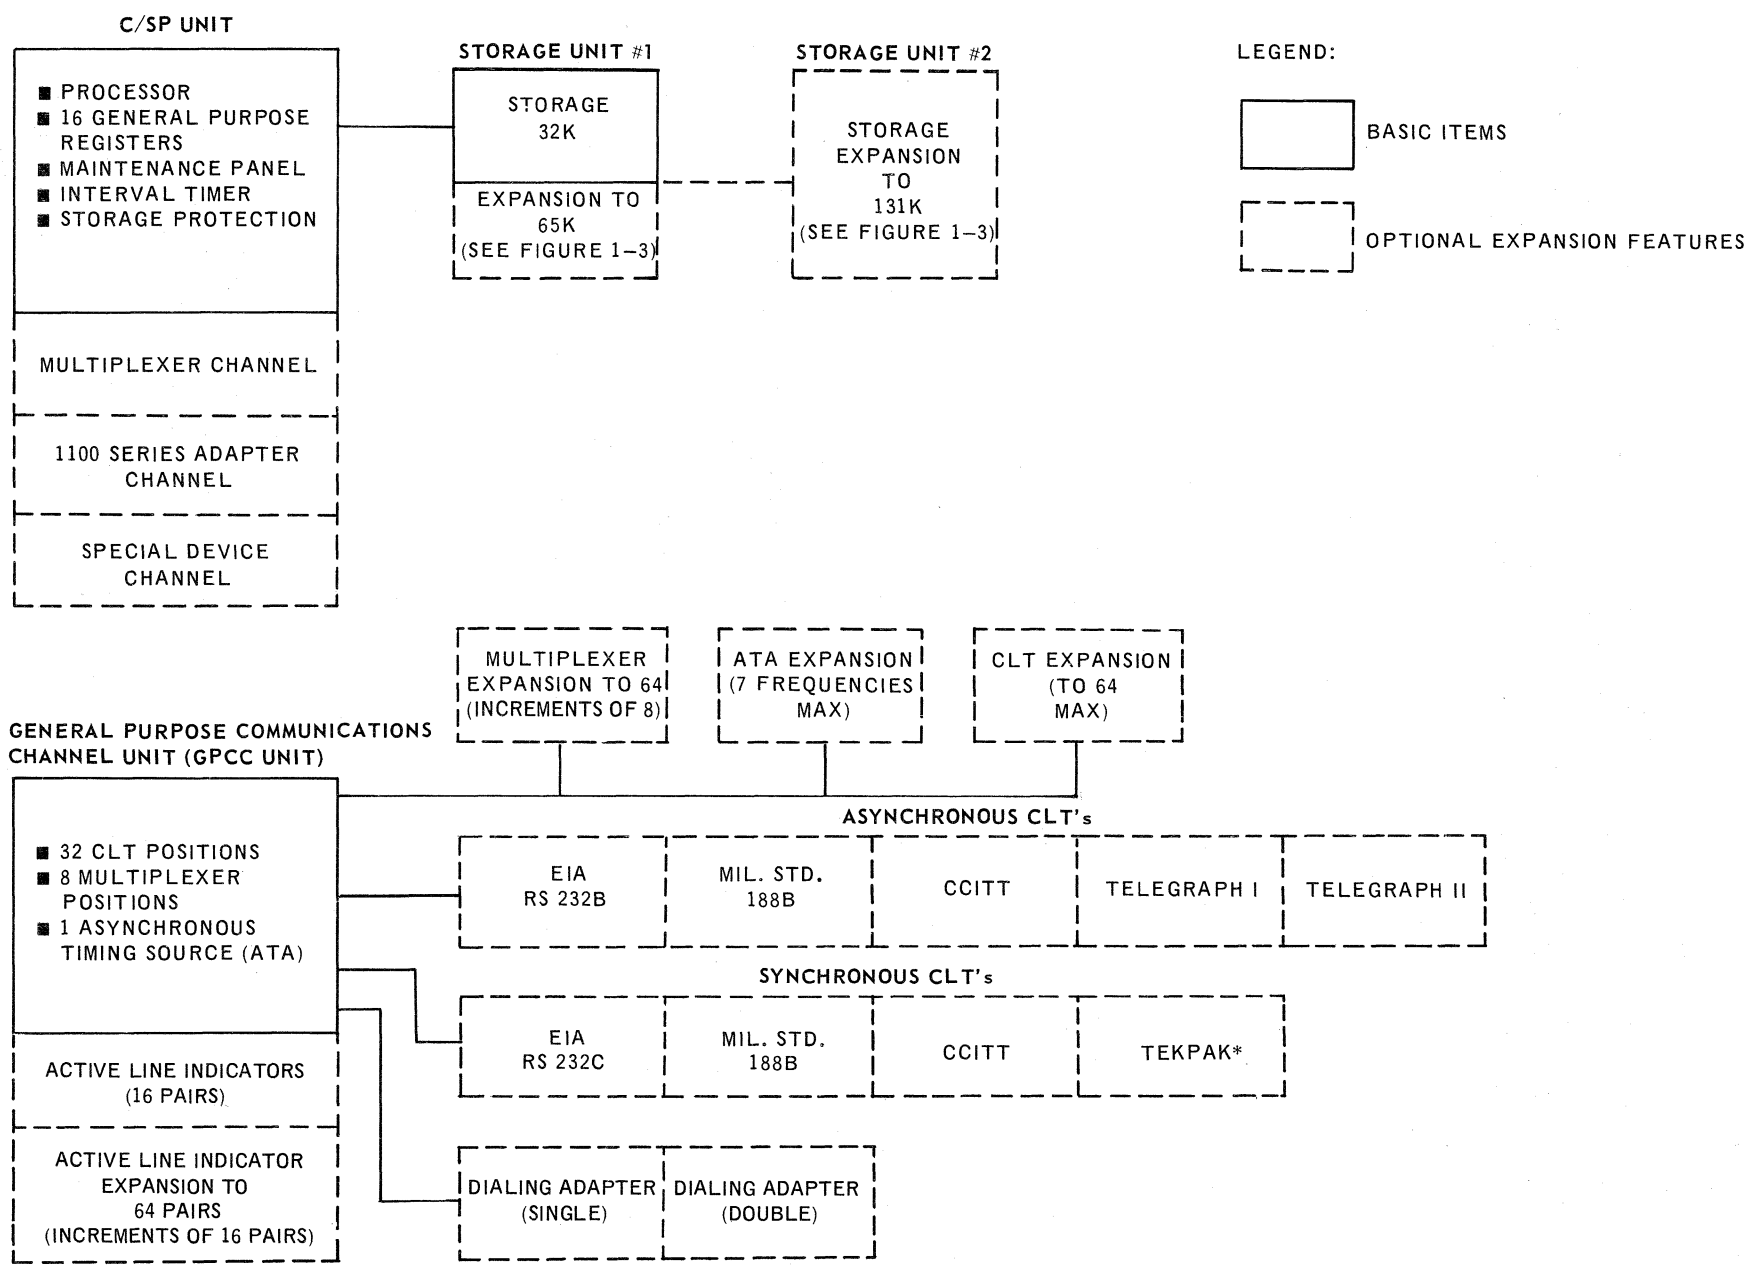 C/SP UNIT
■ PROCESSOR
■ 16 GENERAL PURPOSE
REGISTERS
■ MAINTENANCE PANEL
■ INTERVAL TIMER
■ STORAGE PROTECTION
MULTIPLEXER CHANNEL
1100 SERIES ADAPTER
CHANNEL
SPECIAL DEVICE
CHANNEL
STORAGE UNIT #1
STORAGE
32K
EXPANSION TO
65K
(SEE FIGURE 1–3)
STORAGE UNIT #2
STORAGE
EXPANSION
TO
131K
(SEE FIGURE 1–3)
LEGEND:
BASIC ITEMS
OPTIONAL EXPANSION FEATURES
MULTIPLEXER
EXPANSION TO 64
(INCREMENTS OF 8)
ATA EXPANSION
(7 FREQUENCIES
MAX)
CLT EXPANSION
(TO 64
MAX)
GENERAL PURPOSE COMMUNICATIONS
CHANNEL UNIT (GPCC UNIT)
■ 32 CLT POSITIONS
■ 8 MULTIPLEXER
POSITIONS
■ 1 ASYNCHRONOUS
TIMING SOURCE (ATA)
ACTIVE LINE INDICATORS
(16 PAIRS)
ACTIVE LINE INDICATOR
EXPANSION TO
64 PAIRS
(INCREMENTS OF 16 PAIRS)
ASYNCHRONOUS CLT's
EIA
RS 232B
MIL. STD.
188B
CCITT
TELEGRAPH I
TELEGRAPH II
SYNCHRONOUS CLT's
EIA
RS 232C
MIL. STD.
188B
CCITT
TEKPAK*
DIALING ADAPTER
(SINGLE)
DIALING ADAPTER
(DOUBLE)